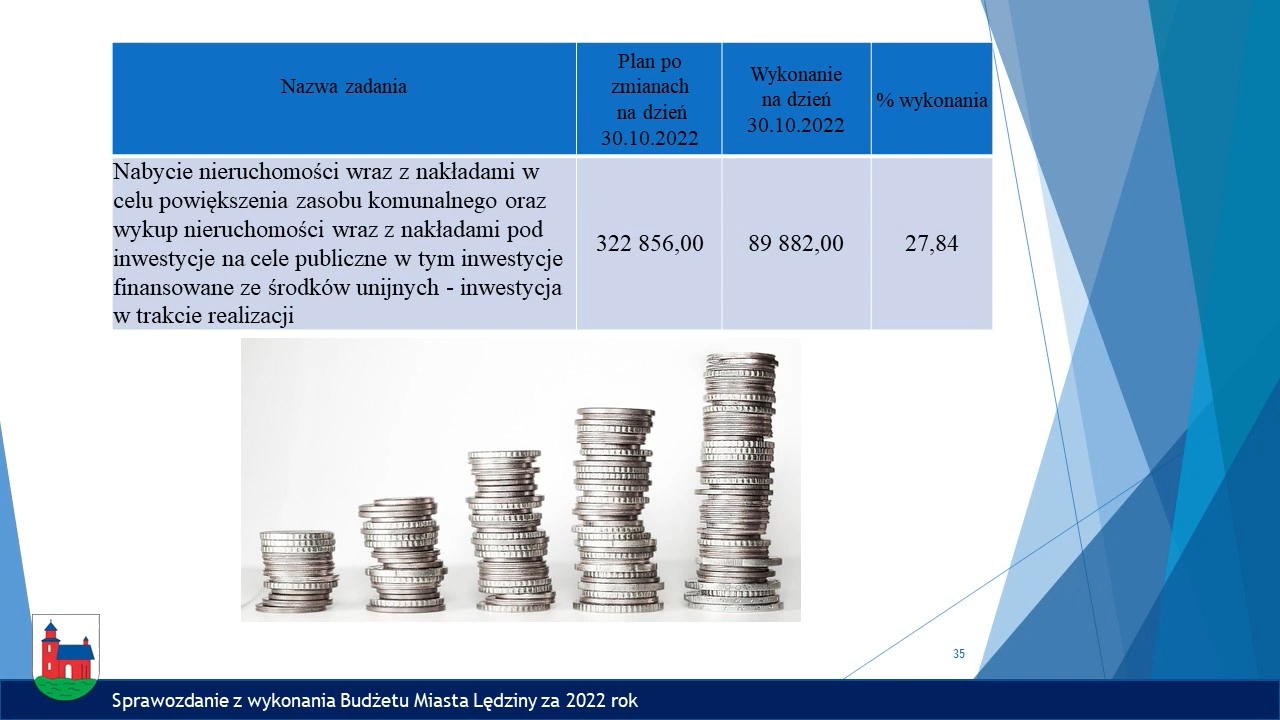 Nazwa zadania
Plan po
zmianach
na dzień
30.10.2022
Wykonanie
na dzień
30.10.2022
% wykonania
Nabycie nieruchomości wraz z nakładami w
celu powiększenia zasobu komunalnego oraz
wykup nieruchomości wraz z nakładami pod
inwestycje na cele publiczne w tym inwestycje
finansowane ze środków unijnych - inwestycja
w trakcie realizacji
322 856,00
89 882,00
27,84
35
Sprawozdanie z wykonania Budżetu Miasta Lędziny za 2022 rok